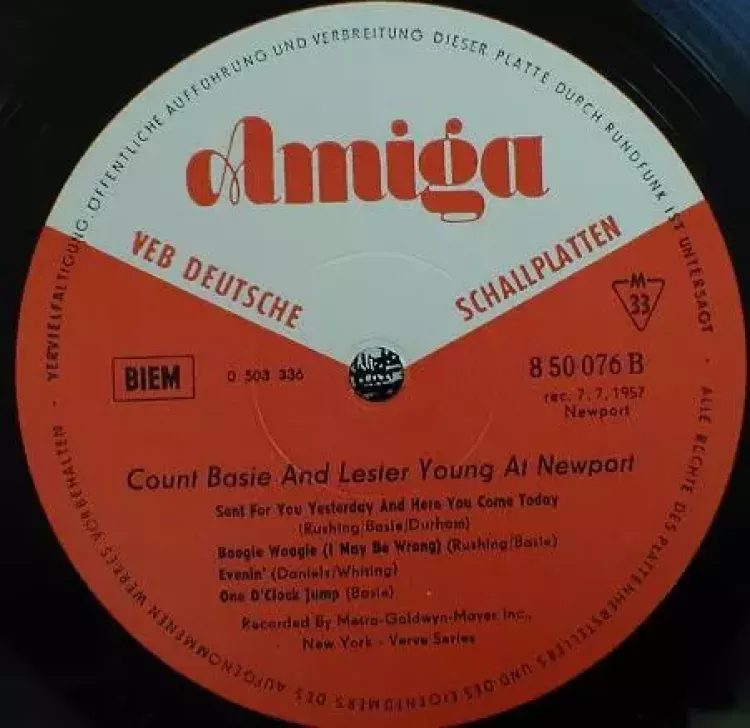 VERVIELFÄLTIGUNG, ÖFFENTLICHE AUFFÜHRUNG UND VERBREITUNG DIESER PLATTE DURCH RUNDFUNK IST UNTERSAGT · ALLE RECHTE DES PLATTENHERSTELLERS UND DES EIGENTÜMERS DES AUFGENOMMENEN WERKES VORBEHALTEN ·
Amiga
VEB DEUTSCHE SCHALLPLATTEN
M
33
BIEM
0 503 336
8 50 076 B
rec. 7. 7. 1957
Newport
Count Basie And Lester Young At Newport
Sent For You Yesterday And Here You Come Today
(Rushing/Basie/Durham)
Boogie Woogie (I May Be Wrong) (Rushing/Basie)
Evenin' (Daniels/Whiting)
One O'Clock Jump (Basie)
Recorded By Metro-Goldwyn-Mayer Inc.,
New York - Verve Series